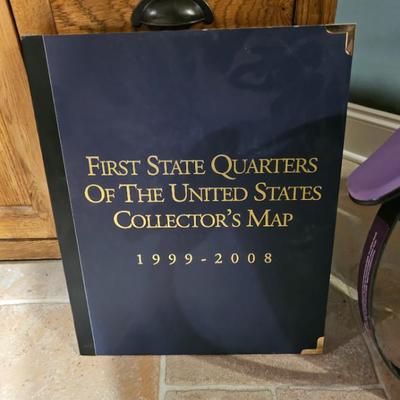 FIRST STATE QUARTERS
OF THE UNITED STATES
COLLECTOR'S MAP
1999-2008